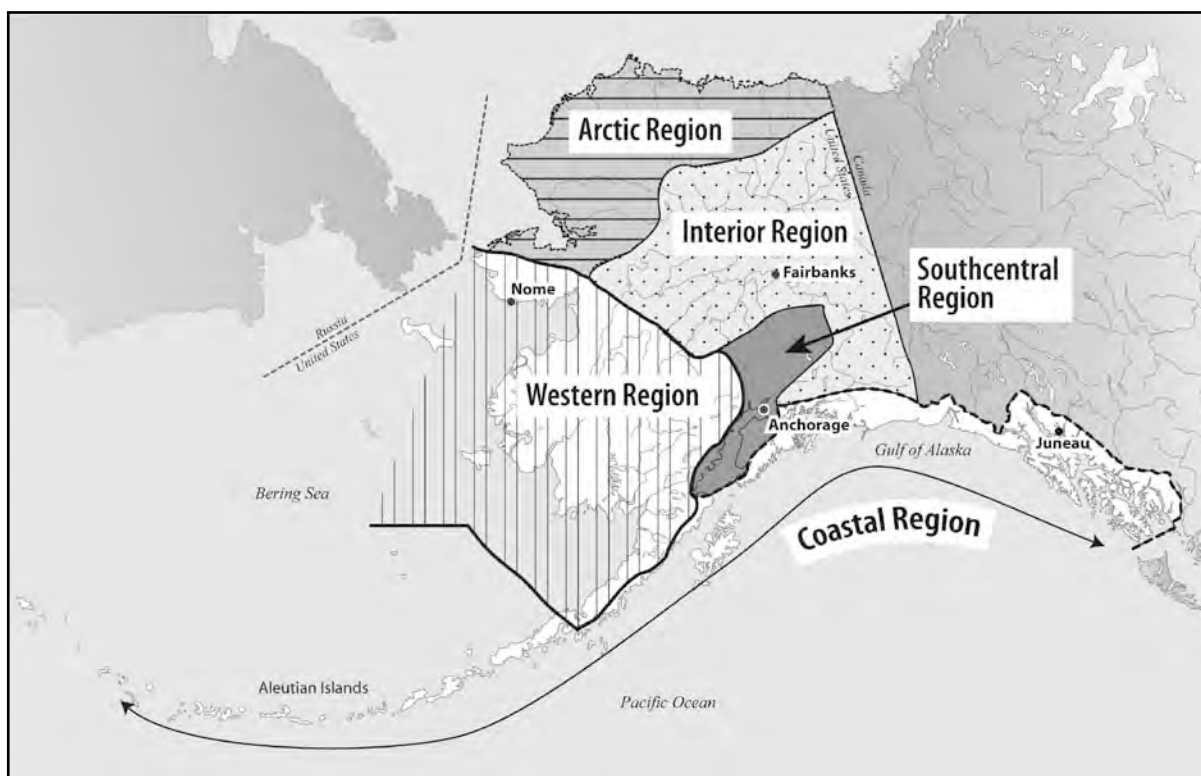 Arctic Region
United States
Canada
Interior Region
Fairbanks
Southcentral
Region
Nome
Russia
United States
Western Region
Anchorage
Juneau
Gulf of Alaska
Bering Sea
Coastal Region
Aleutian Islands
Pacific Ocean